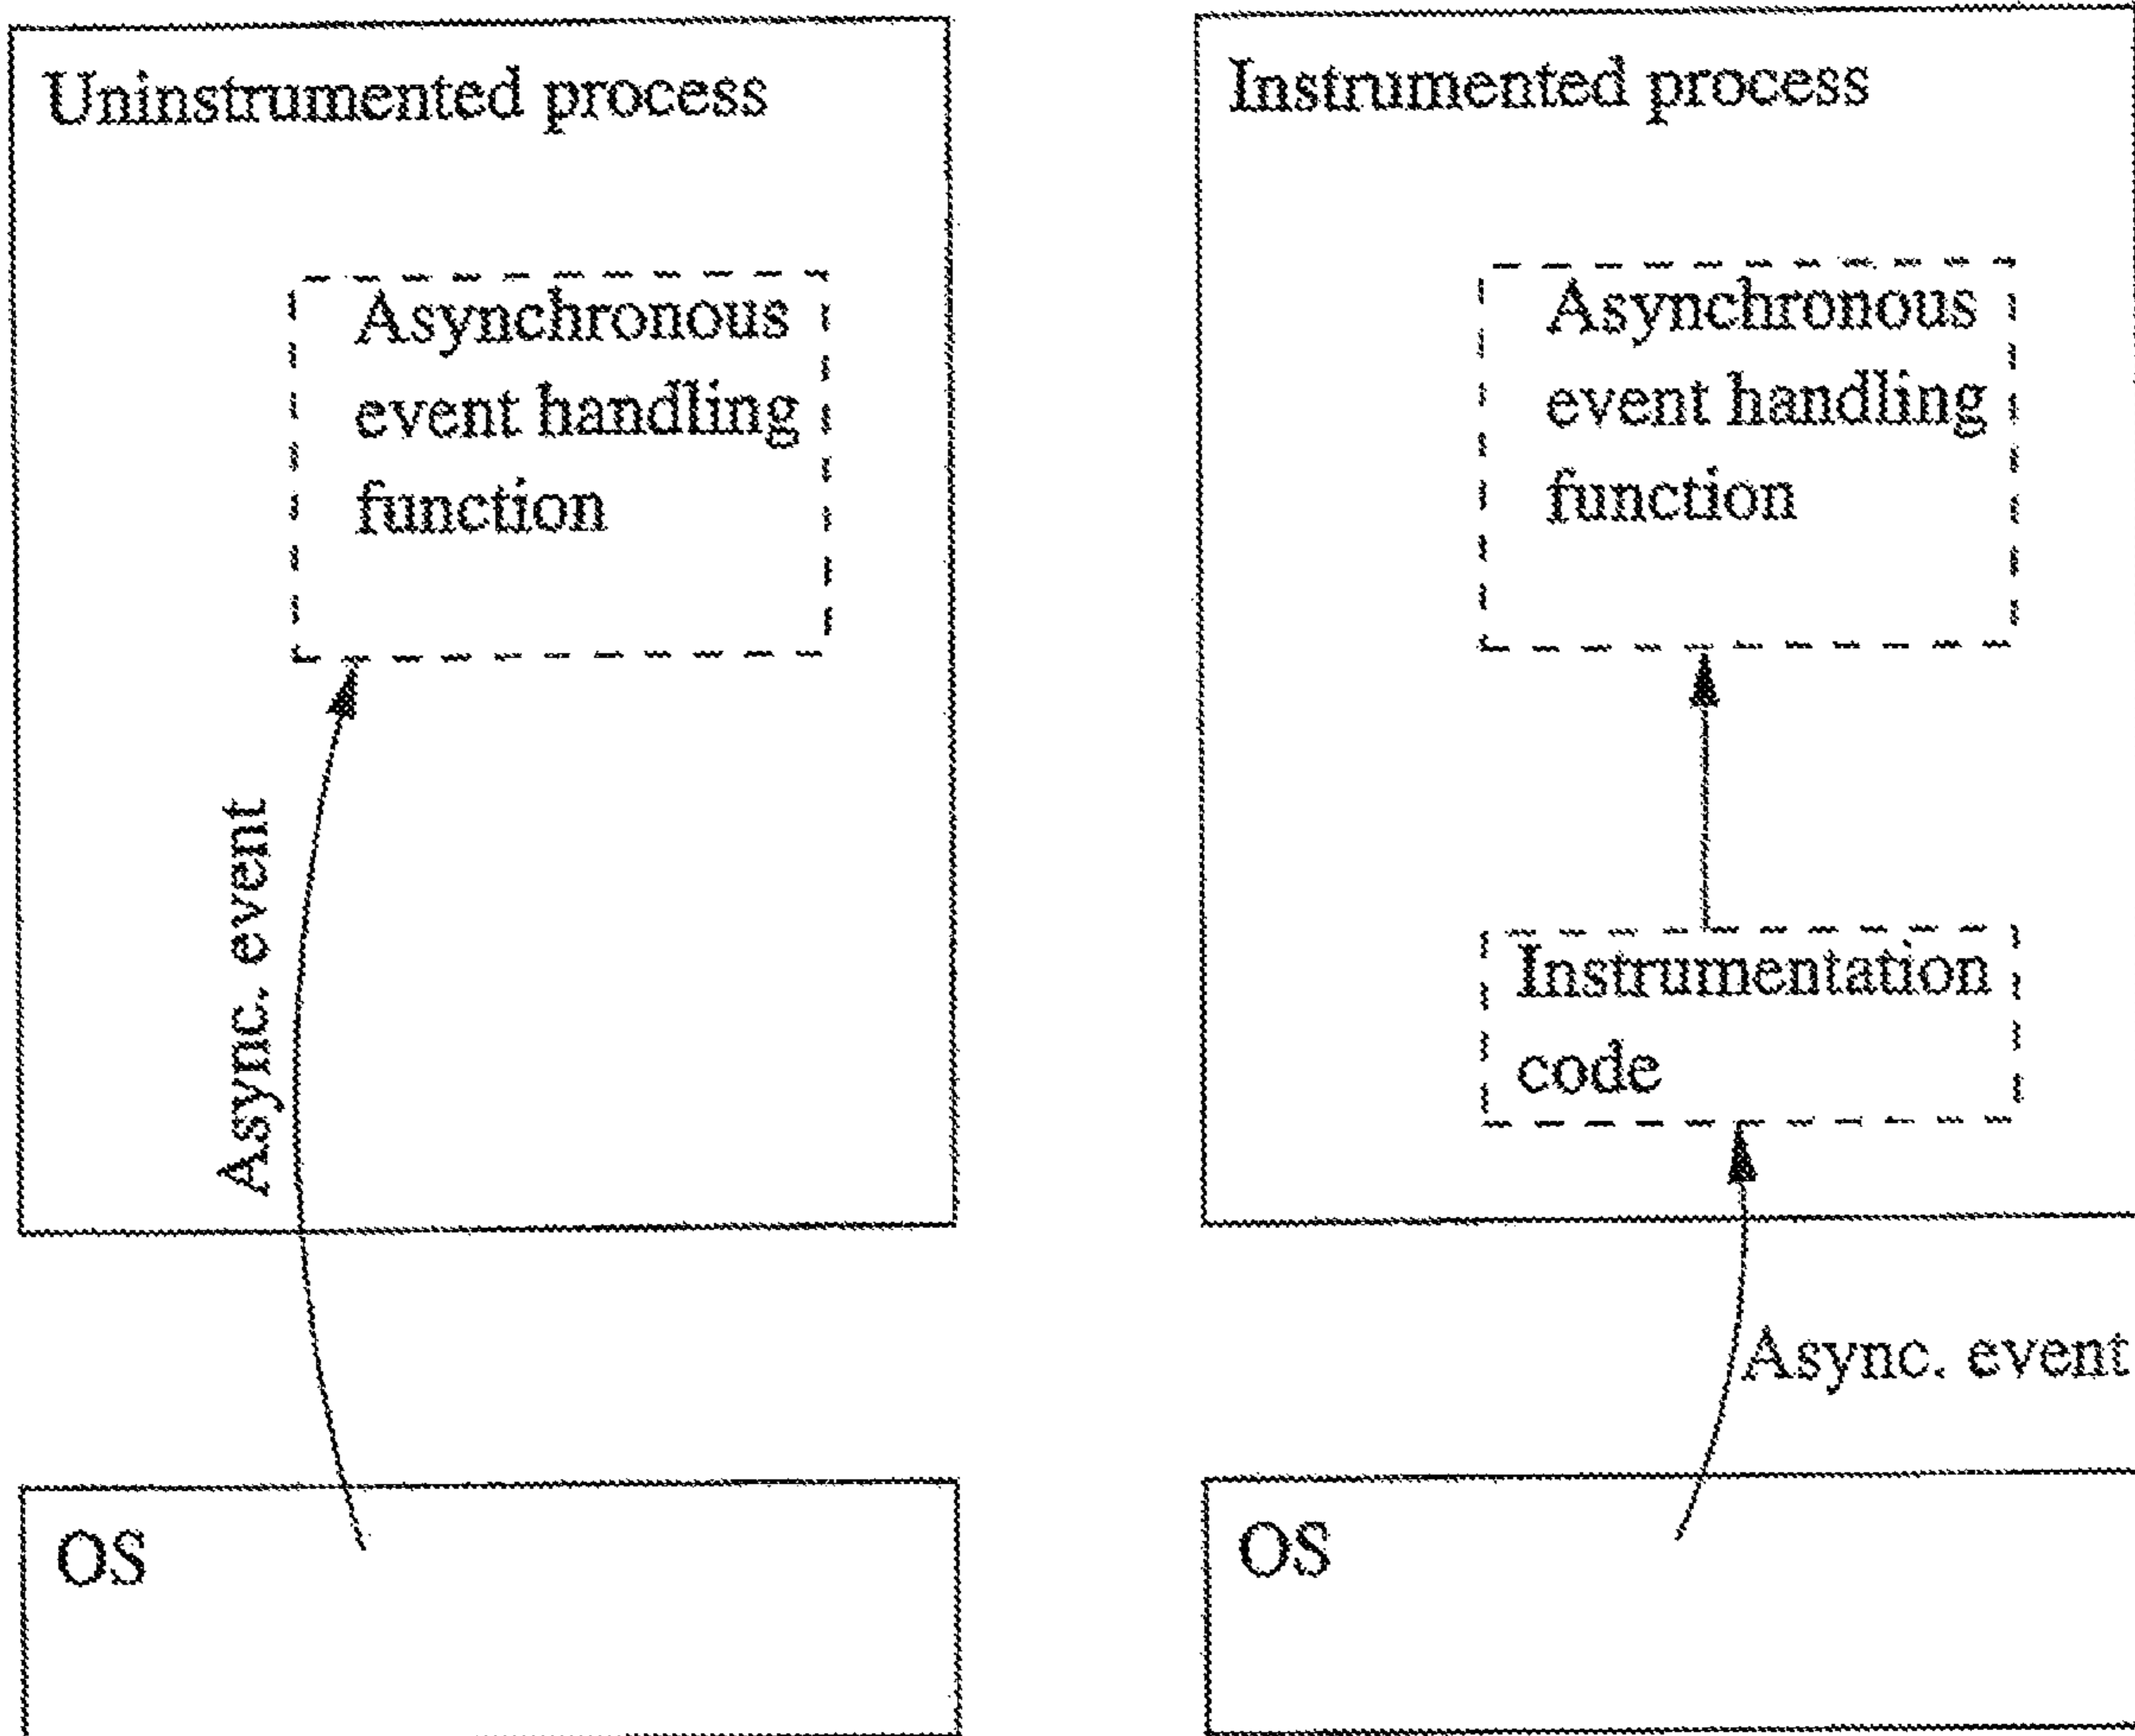 Uninstrumented process
Asynchronous
event handling
function
Async. event
OS
Instrumented process
Asynchronous
event handling
function
Instrumentation
code
Async. event
OS